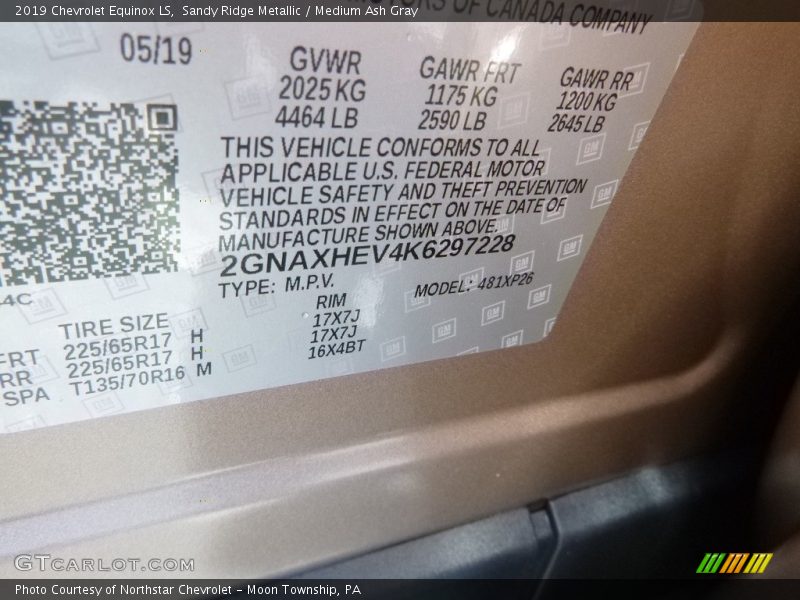 2019 Chevrolet Equinox LS, Sandy Ridge Metallic / Medium Ash Gray
OF CANADA COMPANY
05/19
GVWR GAWR FRT GAWR RR
2025 KG 1175 KG 1200 KG
4464 LB 2590 LB 2645 LB
THIS VEHICLE CONFORMS TO ALL
APPLICABLE U.S. FEDERAL MOTOR
VEHICLE SAFETY AND THEFT PREVENTION
STANDARDS IN EFFECT ON THE DATE OF
MANUFACTURE SHOWN ABOVE.
2GNAXHEV4K6297228
TYPE: M.P.V. MODEL: 481XP26
4C
TIRE SIZE RIM
FRT 225/65R17 H 17X7J
RR 225/65R17 H 17X7J
SPA T135/70R16 M 16X4BT
GTCARLOT.COM
Photo Courtesy of Northstar Chevrolet - Moon Township, PA